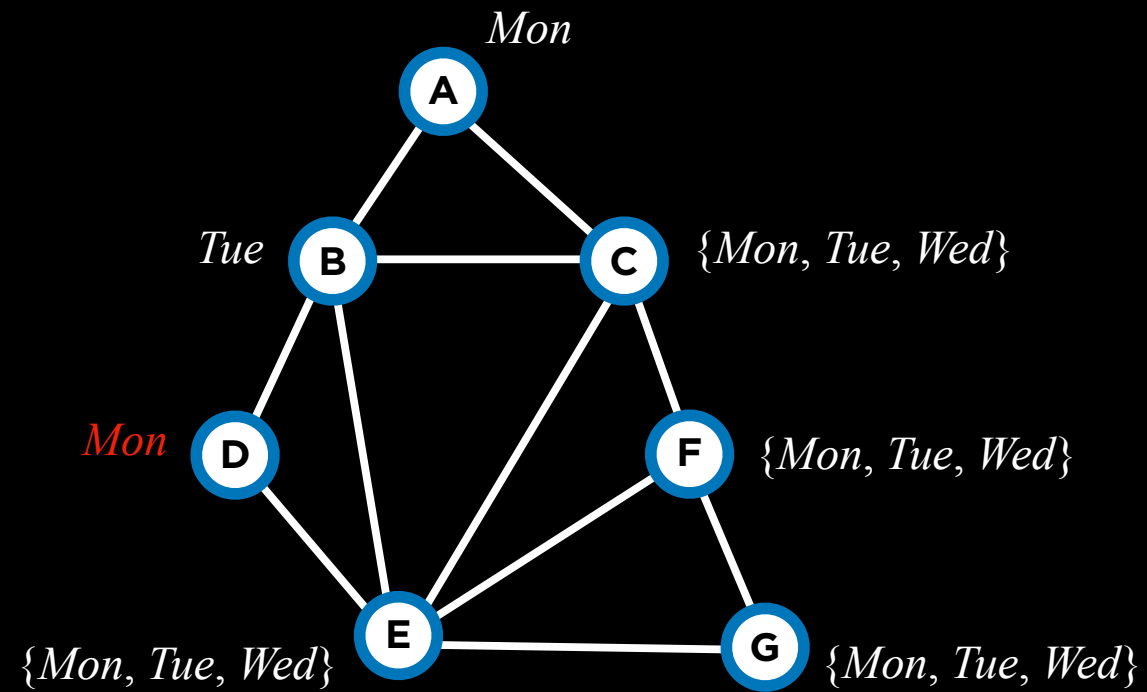 Mon
A
Tue B C {Mon, Tue, Wed}
Mon D F {Mon, Tue, Wed}
{Mon, Tue, Wed} E G {Mon, Tue, Wed}